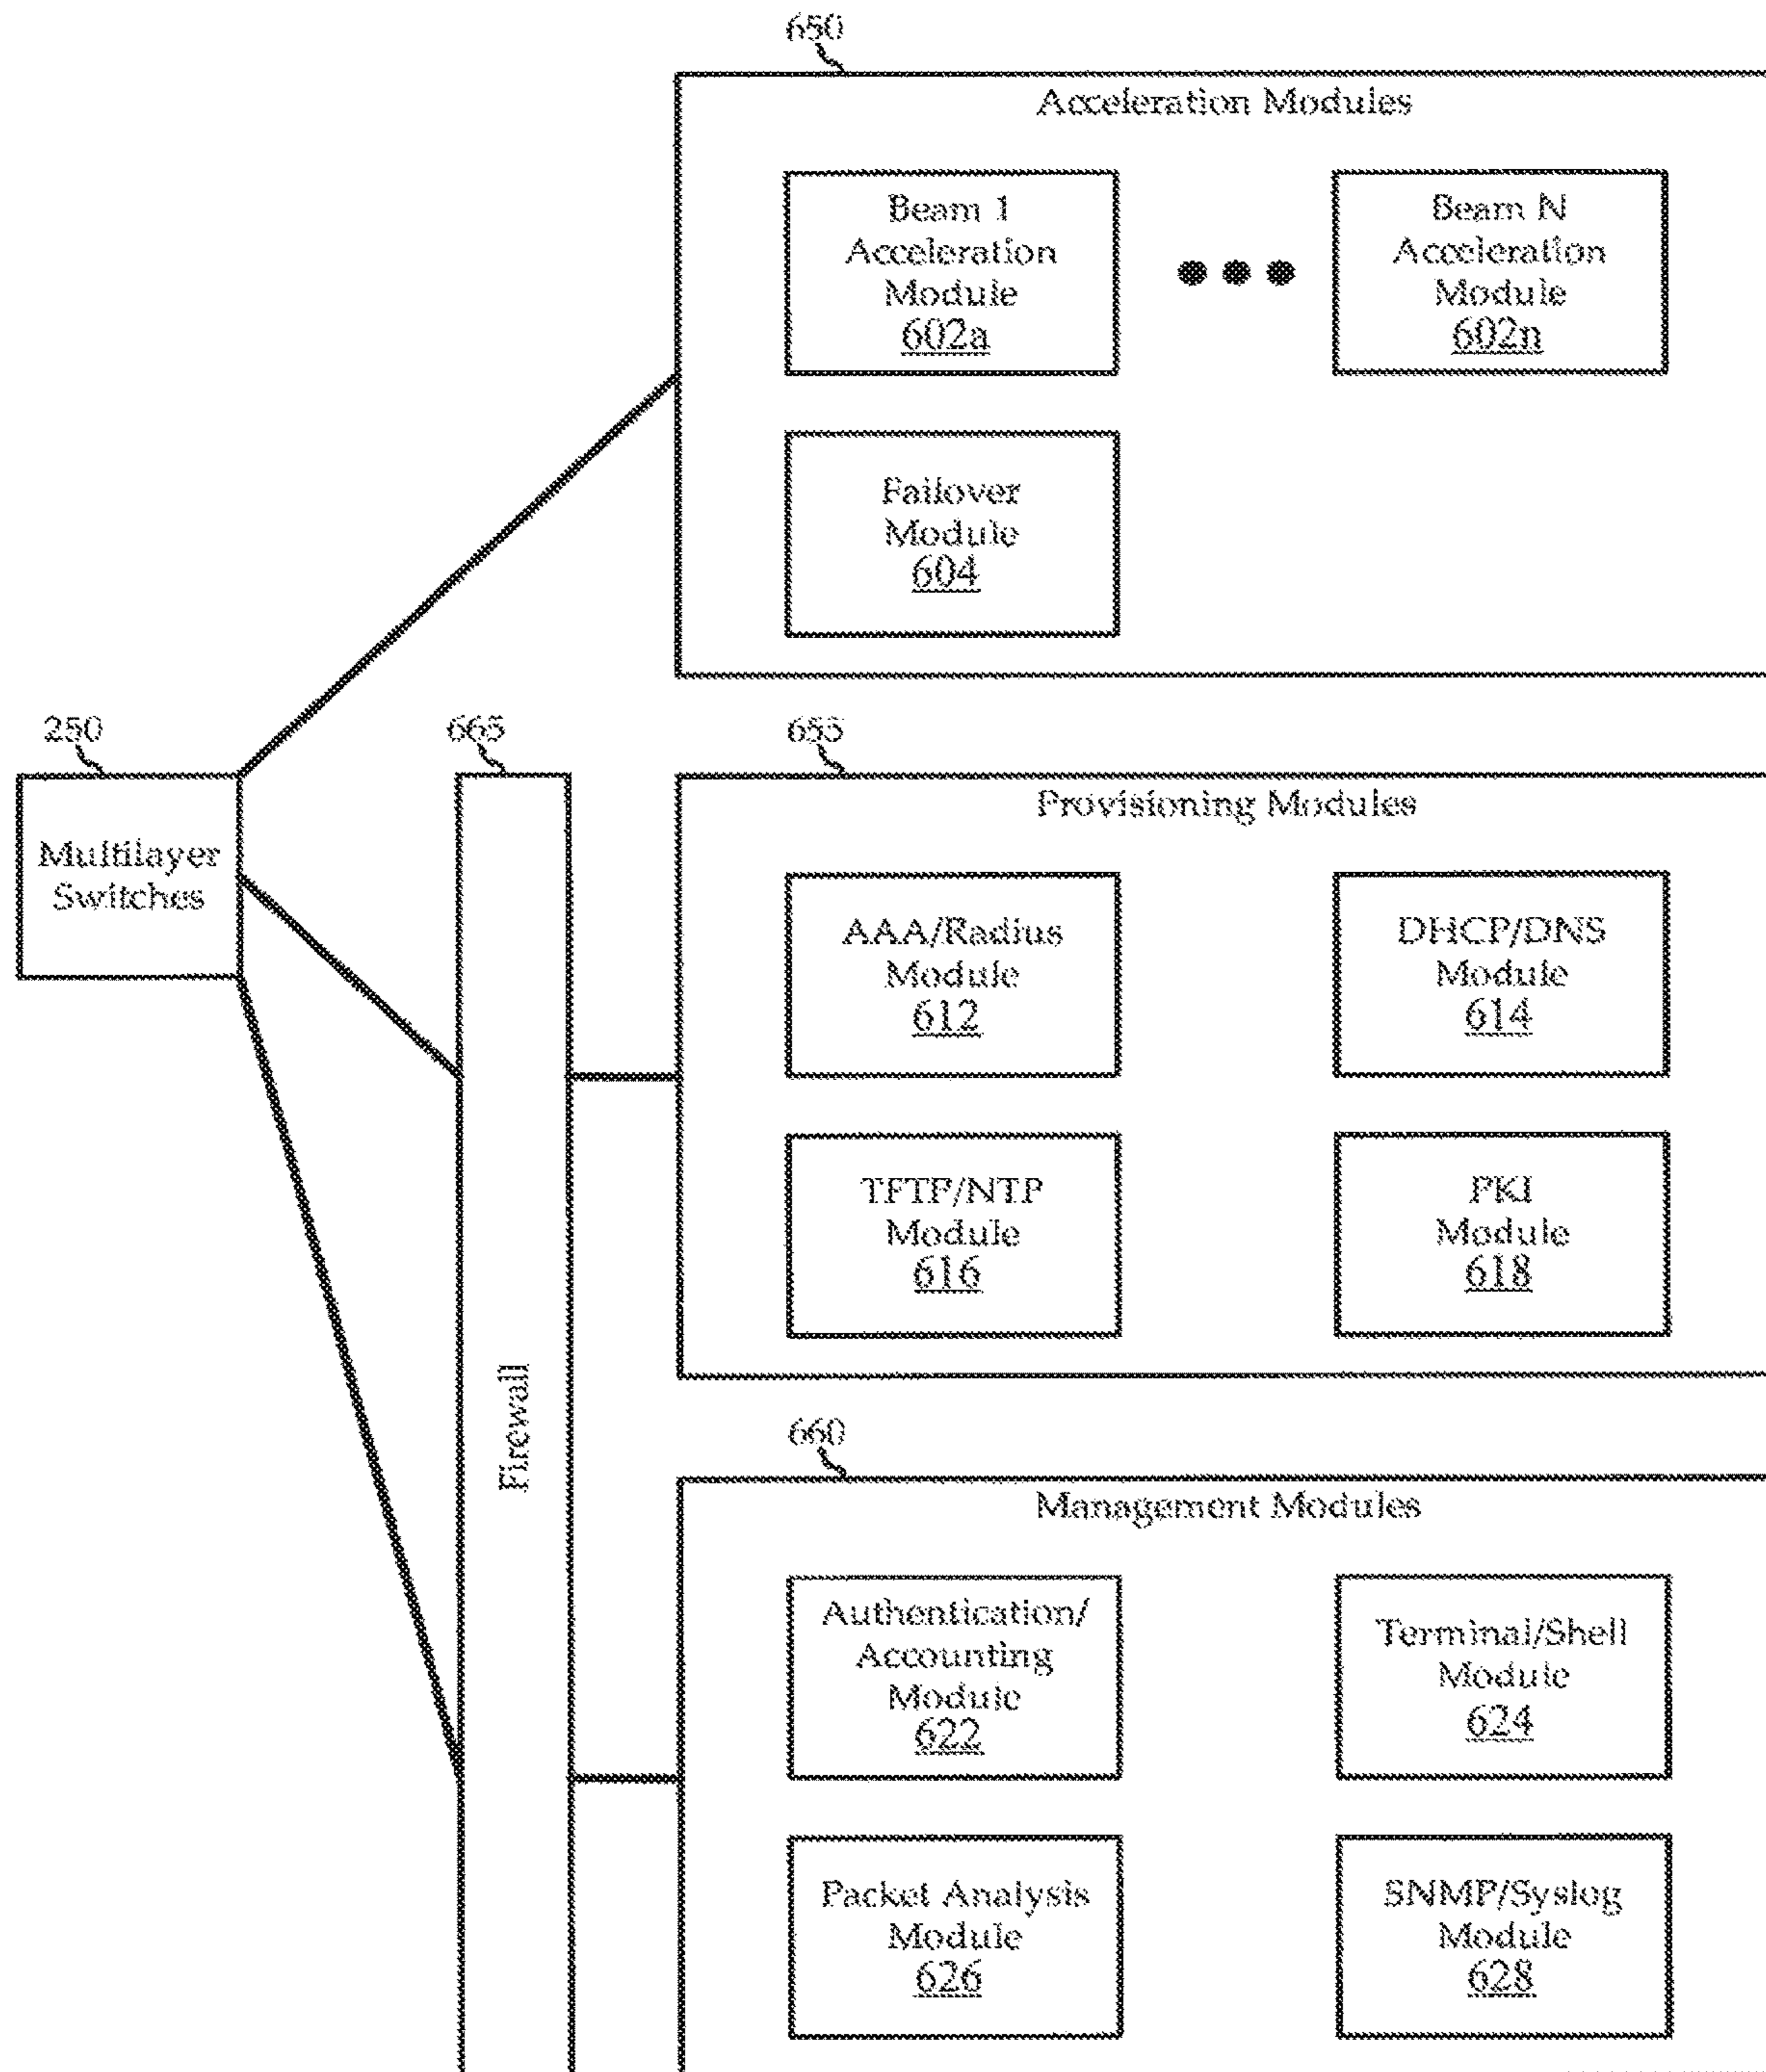 650
Acceleration Modules
Beam 1
Acceleration
Module
602a
Beam N
Acceleration
Module
602n
Failover
Module
604
250
Multilayer
Switches
665
Firewall
655
Provisioning Modules
AAA/Radius
Module
612
DHCP/DNS
Module
614
TFTP/NTP
Module
616
PKI
Module
618
660
Management Modules
Authentication/
Accounting
Module
622
Terminal/Shell
Module
624
Packet Analysis
Module
626
SNMP/Syslog
Module
628